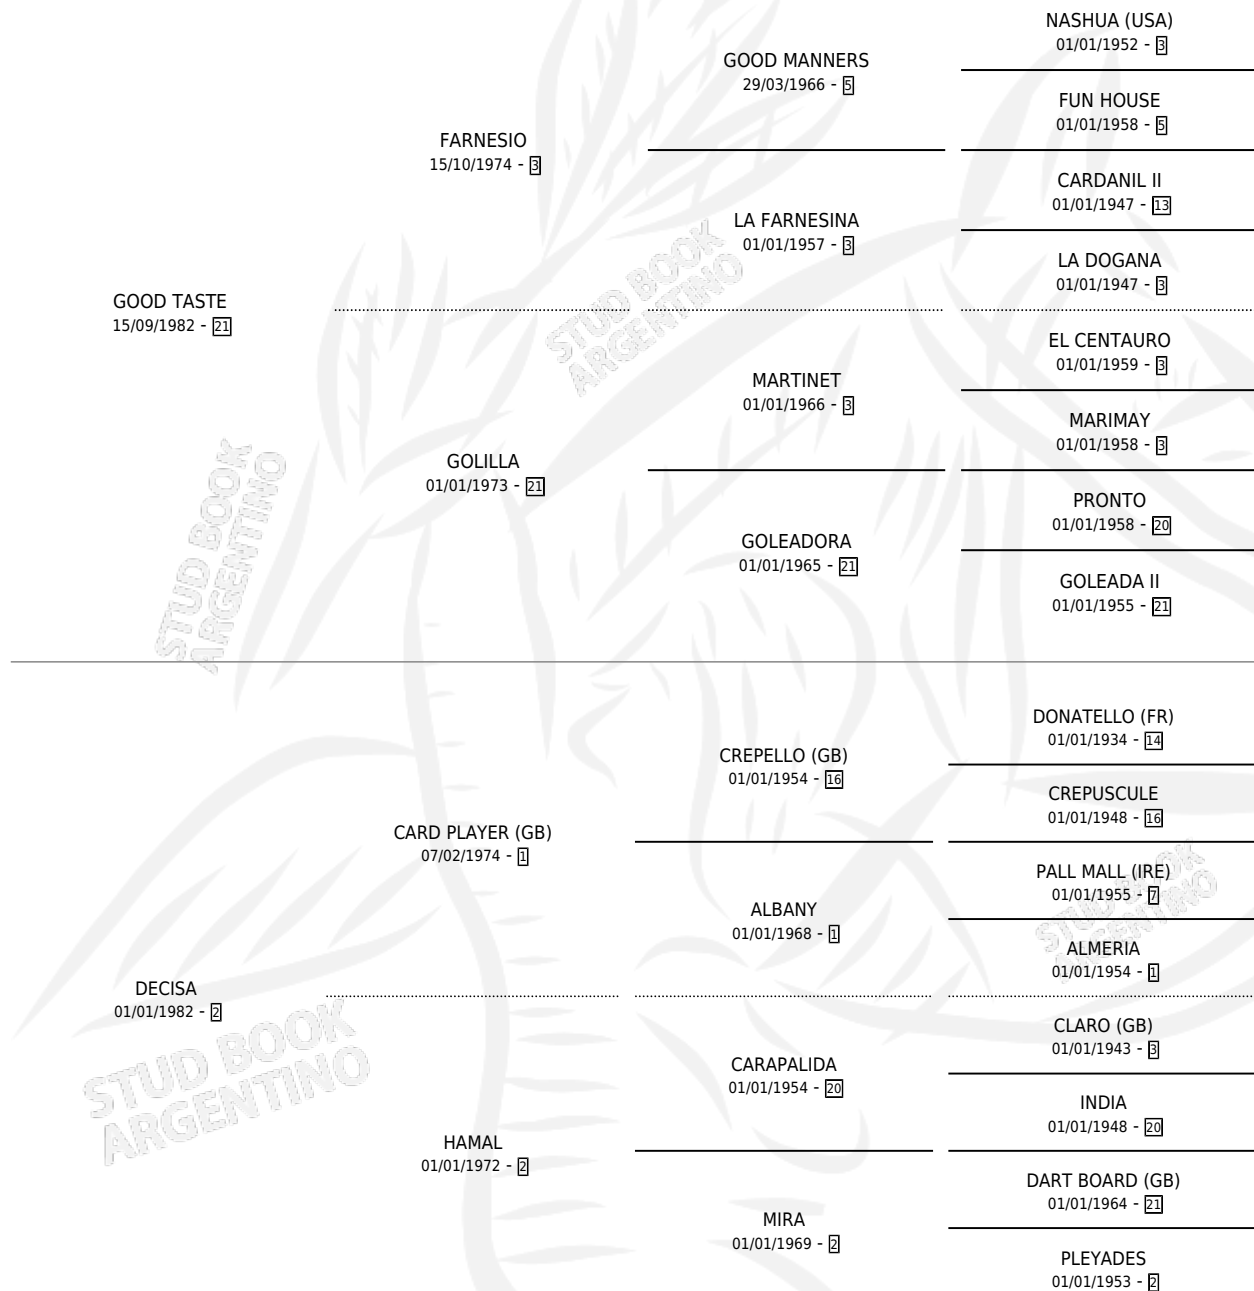 NASHUA (USA)
01/01/1952 - 3
GOOD MANNERS
29/03/1966 - 5
FUN HOUSE
01/01/1958 - 5
FARNESIO
15/10/1974 - 3
CARDANIL II
01/01/1947 - 13
LA FARNESINA
01/01/1957 - 3
LA DOGANA
01/01/1947 - 3
GOOD TASTE
15/09/1982 - 21
EL CENTAURO
01/01/1959 - 3
MARTINET
01/01/1966 - 3
MARIMAY
01/01/1958 - 3
GOLILLA
01/01/1973 - 21
PRONTO
01/01/1958 - 20
GOLEADORA
01/01/1965 - 21
GOLEADA II
01/01/1955 - 21
DONATELLO (FR)
01/01/1934 - 14
CREPELLO (GB)
01/01/1954 - 16
CREPUSCULE
01/01/1948 - 16
CARD PLAYER (GB)
07/02/1974 - 1
PALL MALL (IRE)
01/01/1955 - 7
ALBANY
01/01/1968 - 1
ALMERIA
01/01/1954 - 1
DECISA
01/01/1982 - 2
CLARO (GB)
01/01/1943 - 3
CARAPALIDA
01/01/1954 - 20
INDIA
01/01/1948 - 20
HAMAL
01/01/1972 - 2
DART BOARD (GB)
01/01/1964 - 21
MIRA
01/01/1969 - 2
PLEYADES
01/01/1953 - 2
STUD BOOK
ARGENTINO
STUD BOOK
ARGENTINO
STUD BOOK
ARGENTINO
STUD BOOK
ARGENTINO